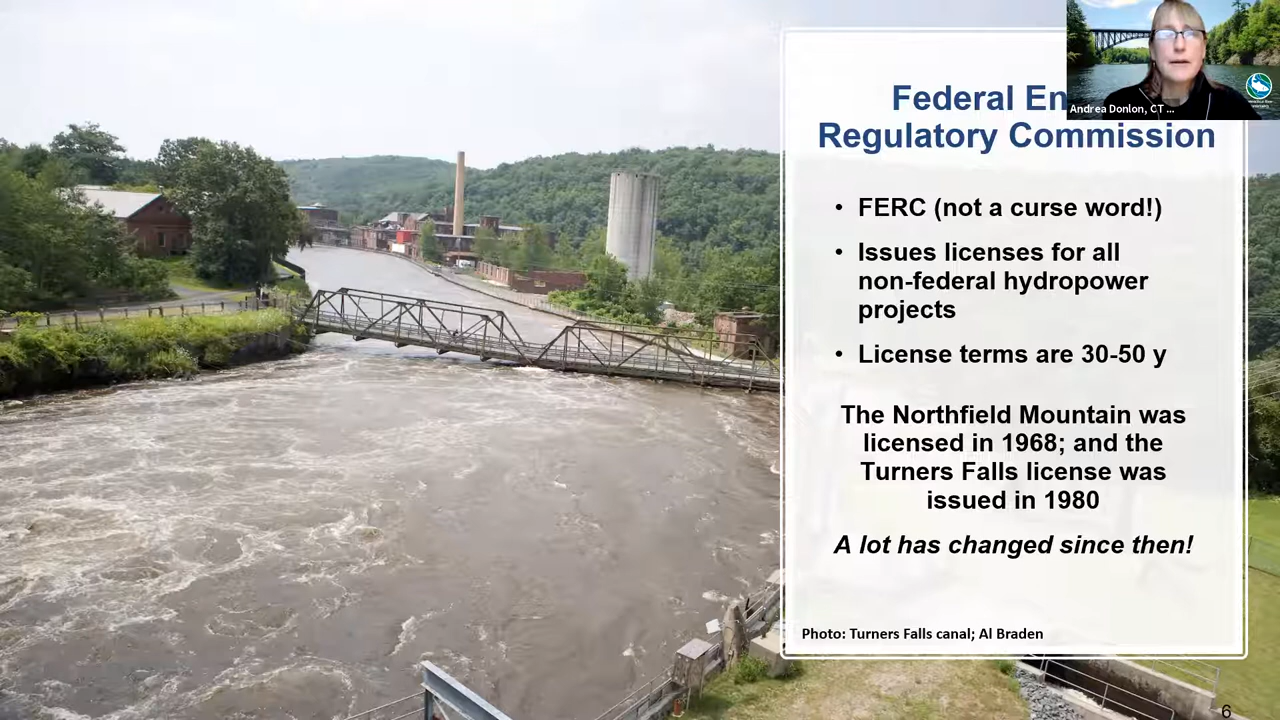 Federal En
Regulatory Commission
Andrea Donlon, CT ...
• FERC (not a curse word!)
• Issues licenses for all
non-federal hydropower
projects
• License terms are 30-50 y
The Northfield Mountain was
licensed in 1968; and the
Turners Falls license was
issued in 1980
A lot has changed since then!
Photo: Turners Falls canal; Al Braden
6